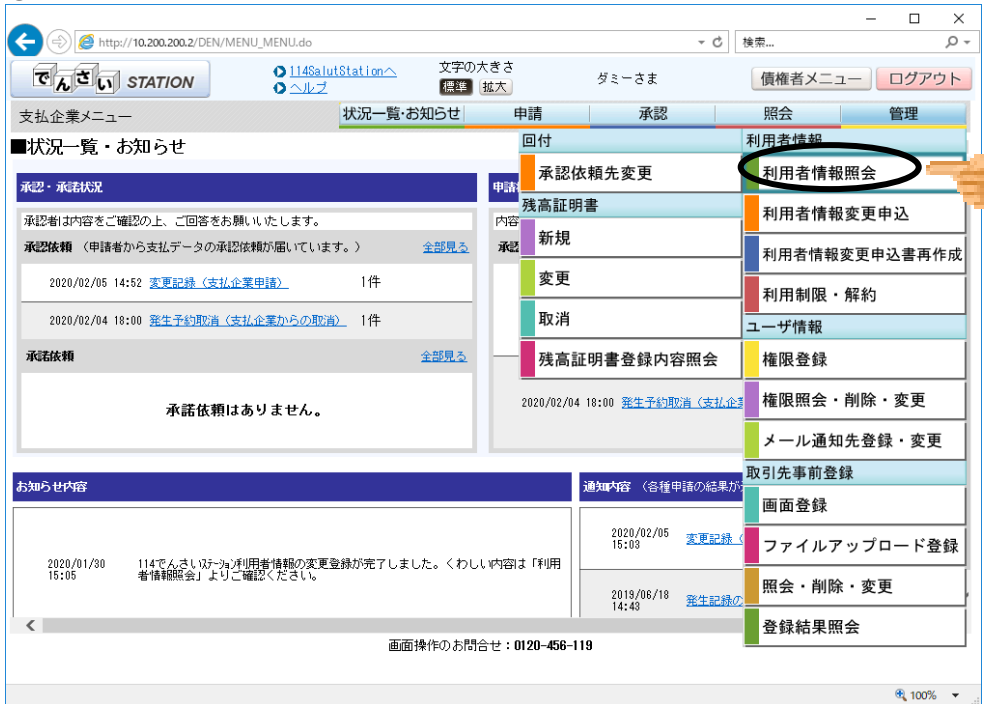 http://10.200.200.2/DEN/MENU_MENU.do
検索...
でんさい STATION
114SalutStationへ
ヘルプ
文字の大きさ
標準 拡大
ダミーさま
債権者メニュー
ログアウト
支払企業メニュー
状況一覧・お知らせ 申請 承認 照会 管理
■状況一覧・お知らせ
承認・承諾状況
承認者は内容をご確認の上、ご回答をお願いいたします。
承認依頼 (申請者から支払データの承認依頼が届いています。) 全部見る
2020/02/05 14:52 変更記録(支払企業申請) 1件
2020/02/04 18:00 発生予約取消(支払企業からの取消) 1件
承諾依頼 全部見る
承諾依頼はありません。
内容
2020/02/04 18:00 発生予約取消(支払企
回付
承認依頼先変更
残高証明書
新規
変更
取消
残高証明書登録内容照会
利用者情報
利用者情報照会
利用者情報変更申込
利用者情報変更申込書再作成
利用制限・解約
ユーザ情報
権限登録
権限照会・削除・変更
メール通知先登録・変更
取引先事前登録
画面登録
ファイルアップロード登録
照会・削除・変更
登録結果照会
お知らせ内容
2020/01/30
15:05
114でんさいステーション利用者情報の変更登録が完了しました。くわしい内容は「利用
者情報照会」よりご確認ください。
通知内容 (各種申請の結果が
2020/02/05
15:03
変更記録(
2019/06/18
14:43
発生記録の
画面操作のお問合せ:0120-456-119
100%